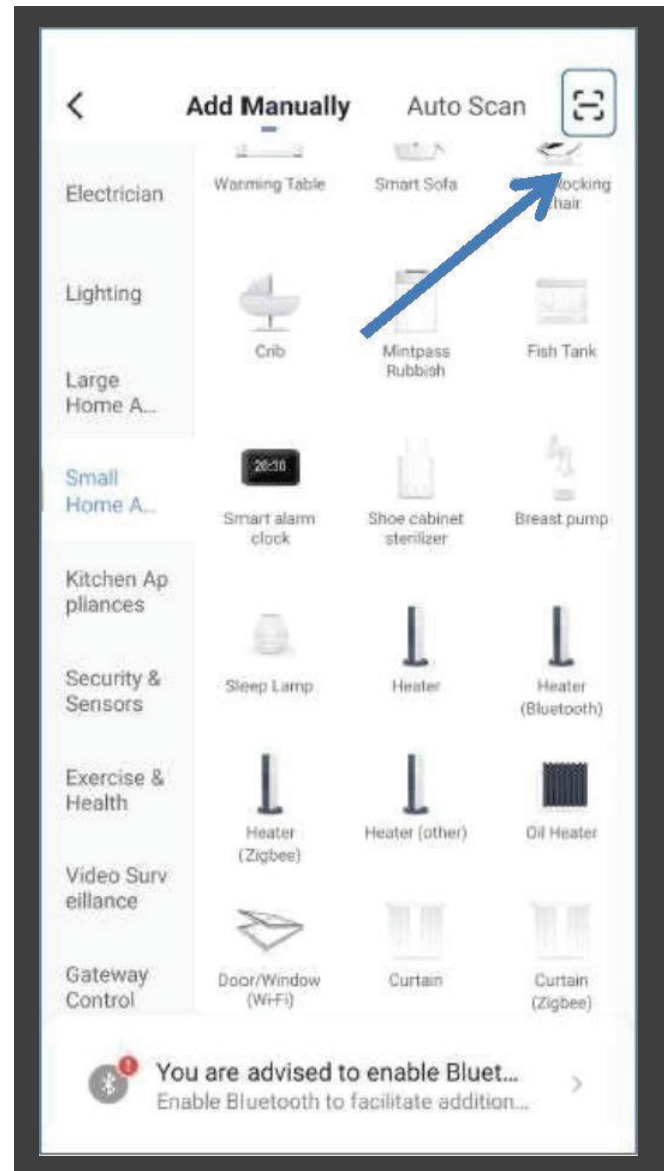 Add Manually
Auto Scan
Electrician
Lighting
Large
Home A...
Small
Home A...
Kitchen Ap
pliances
Security &
Sensors
Exercise &
Health
Video Surv
eillance
Gateway
Control
Warming Table
Smart Sofa
Rocking
hair
Crib
Mintpass
Rubbish
Fish Tank
20:30
Smart alarm
clock
Shoe cabinet
sterilizer
Breast pump
Sleep Lamp
Heater
Heater
(Bluetooth)
Heater
(Zigbee)
Heater (other)
Oil Heater
Door/Window
(Wi-Fi)
Curtain
Curtain
(Zigbee)
You are advised to enable Bluet...
Enable Bluetooth to facilitate addition...